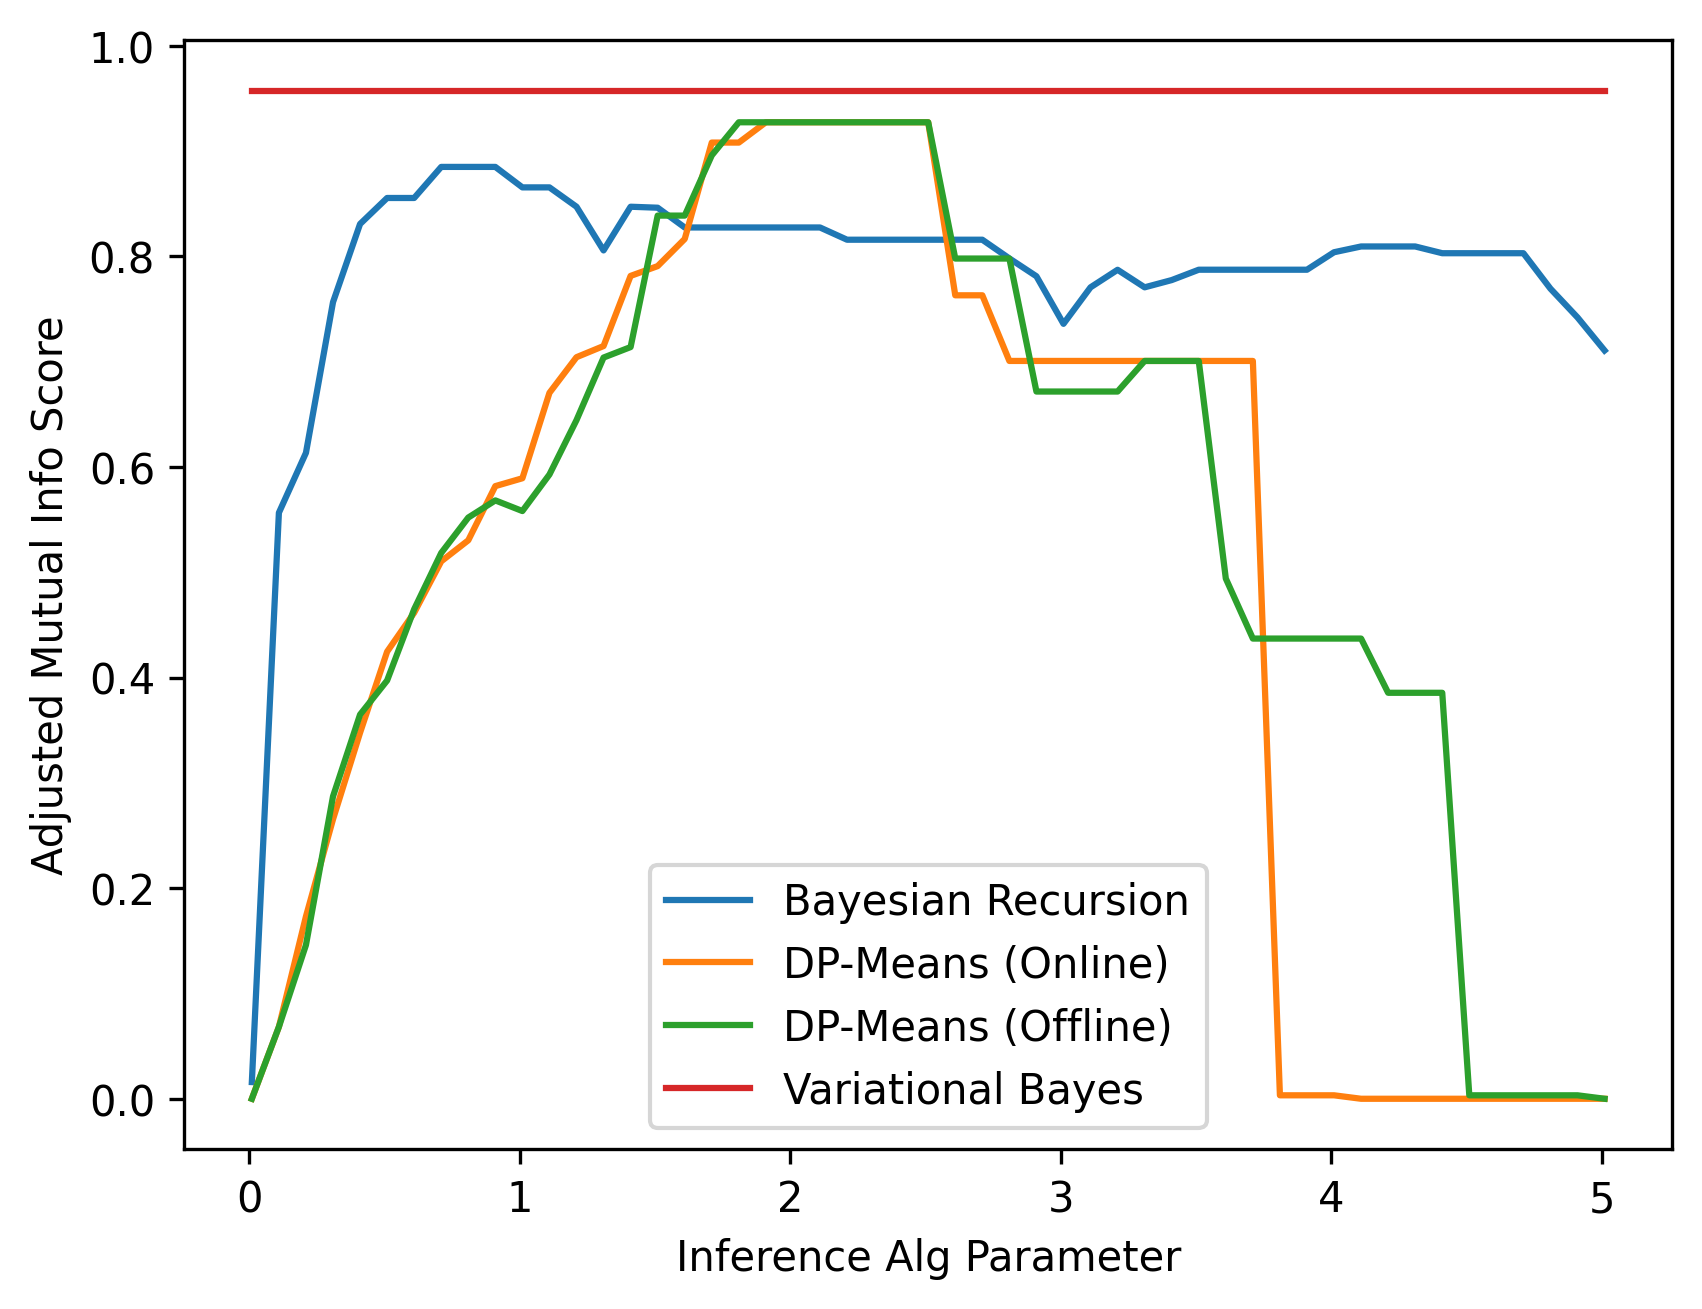 1.0
0.8
0.6
0.4
0.2
0.0
Adjusted Mutual Info Score
Bayesian Recursion
DP-Means (Online)
DP-Means (Offline)
Variational Bayes
0 1 2 3 4 5
Inference Alg Parameter